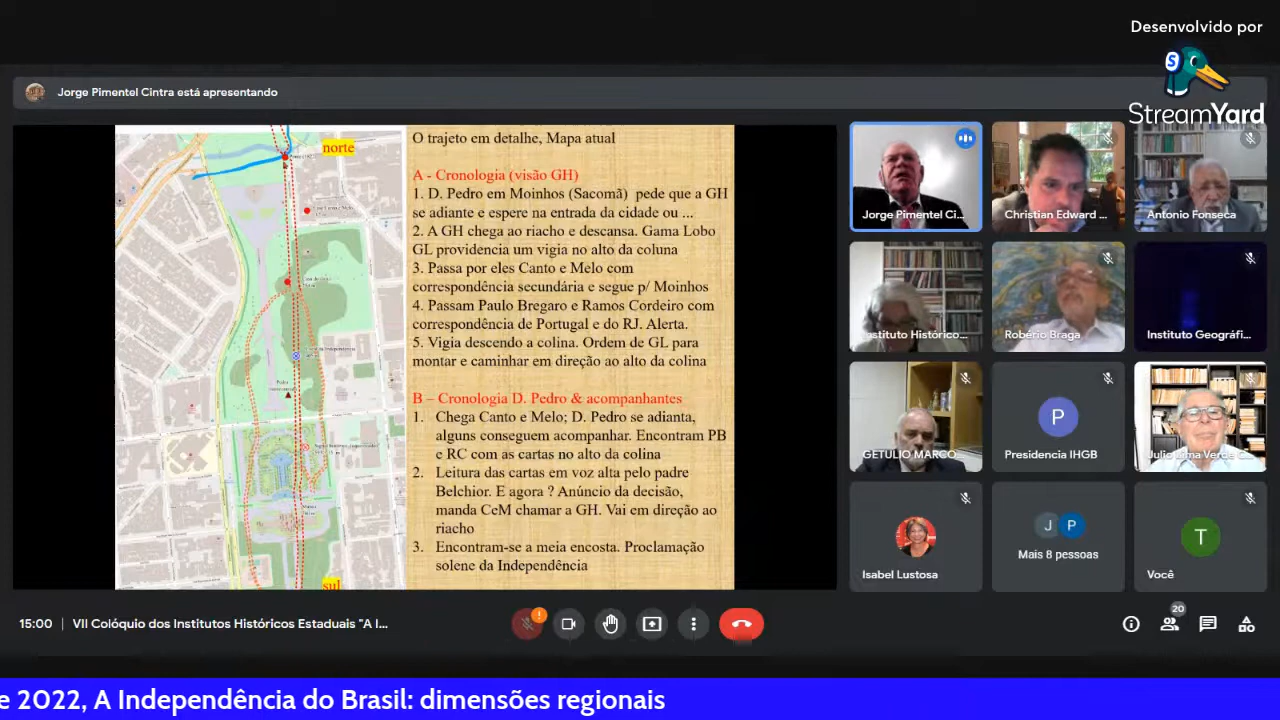 Desenvolvido por
StreamYard
Jorge Pimentel Cintra está apresentando
norte
sul
O trajeto em detalhe, Mapa atual
A - Cronologia (visão GH)
1. D. Pedro em Moinhos (Sacomã) pede que a GH
se adiante e espere na entrada da cidade ou ...
2. A GH chega ao riacho e descansa. Gama Lobo
GL providencia um vigia no alto da coluna
3. Passa por eles Canto e Melo com
correspondência secundária e segue p/ Moinhos
4. Passam Paulo Bregaro e Ramos Cordeiro com
correspondência de Portugal e do RJ. Alerta.
5. Vigia descendo a colina. Ordem de GL para
montar e caminhar em direção ao alto da colina
B – Cronologia D. Pedro & acompanhantes
1. Chega Canto e Melo; D. Pedro se adianta,
alguns conseguem acompanhar. Encontram PB
e RC com as cartas no alto da colina
2. Leitura das cartas em voz alta pelo padre
Belchior. E agora ? Anúncio da decisão,
manda CeM chamar a GH. Vai em direção ao
riacho
3. Encontram-se a meia encosta. Proclamação
solene da Independência
Jorge Pimentel Ci...
Christian Edward ...
Antonio Fonseca
Instituto Histórico...
Robério Braga
Instituto Geográfi...
GETULIO MARCO...
P
Presidencia IHGB
Julio Lima Verde C...
Isabel Lustosa
J P
Mais 8 pessoas
T
Você
15:00 | VII Colóquio dos Institutos Históricos Estaduais "A I...
20
e 2022, A Independência do Brasil: dimensões regionais